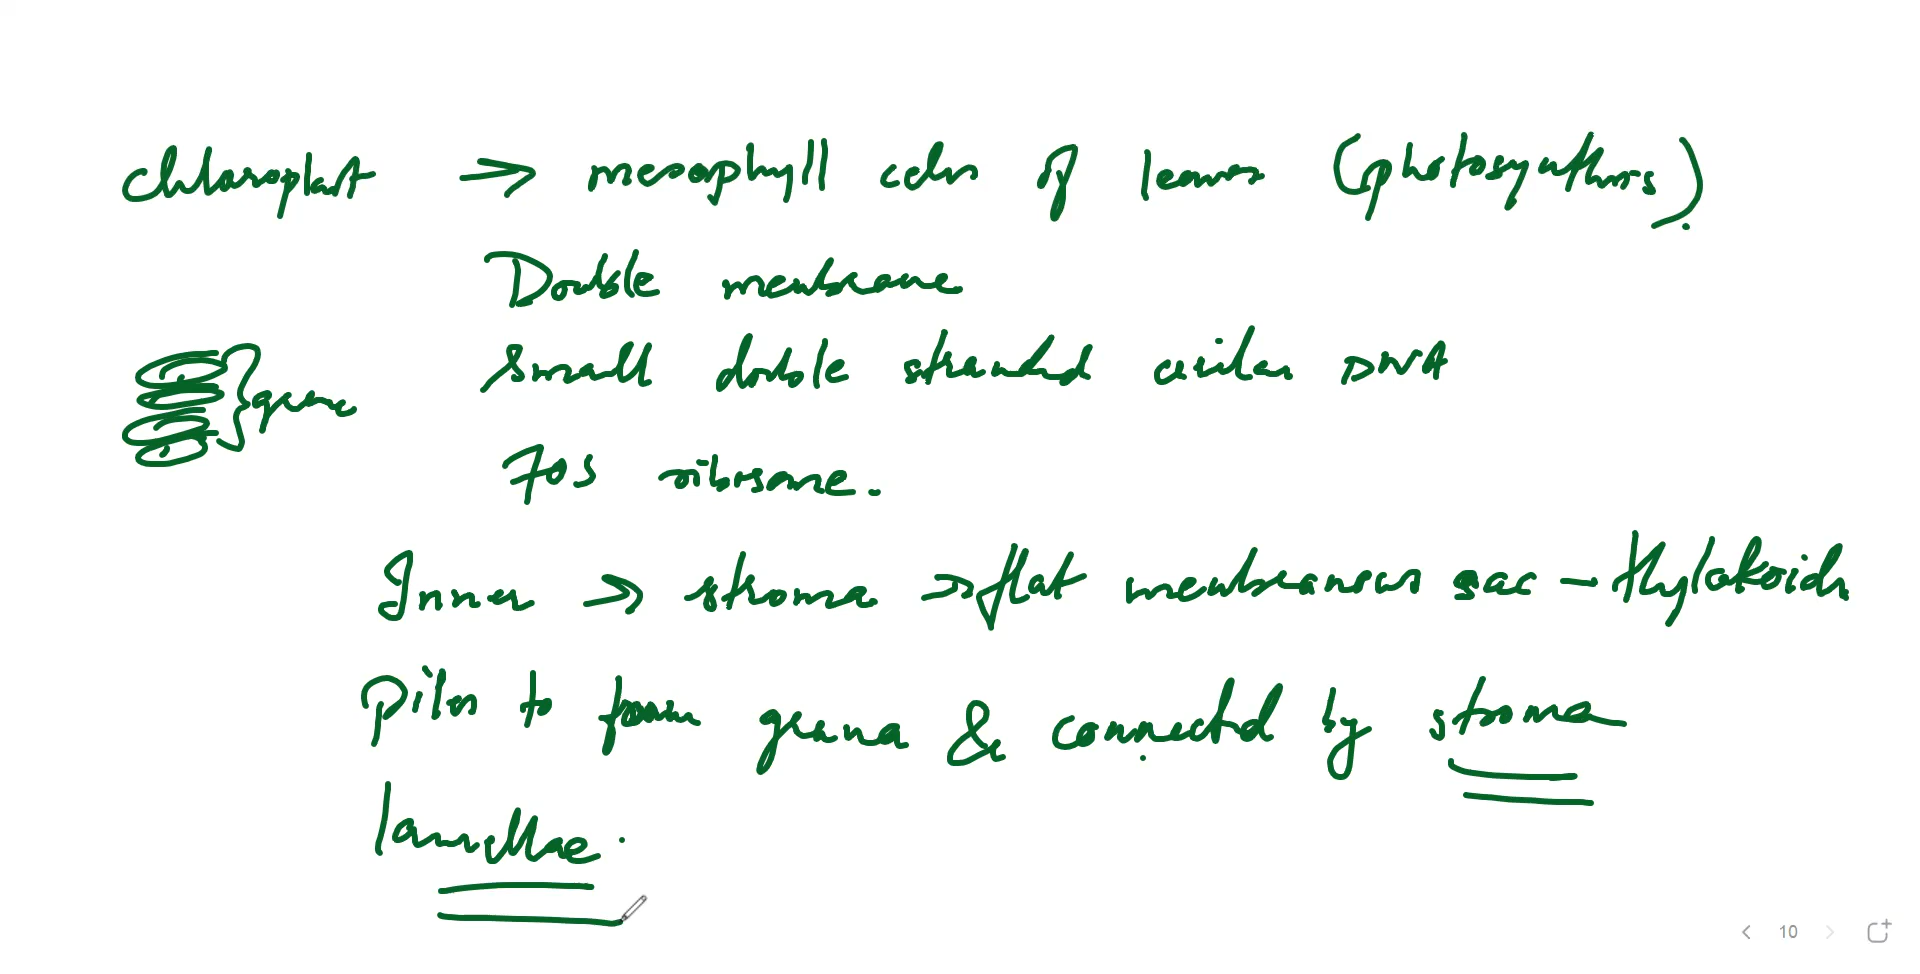 chloroplast → mesophyll cells of leaves (photosynthesis).
Double membrane
small double stranded circular DNA
} grana
70S ribosome.
Inner → stroma → flat membranous sac - thylakoids
Piles to form grana & connected by stroma
lamellae.
10